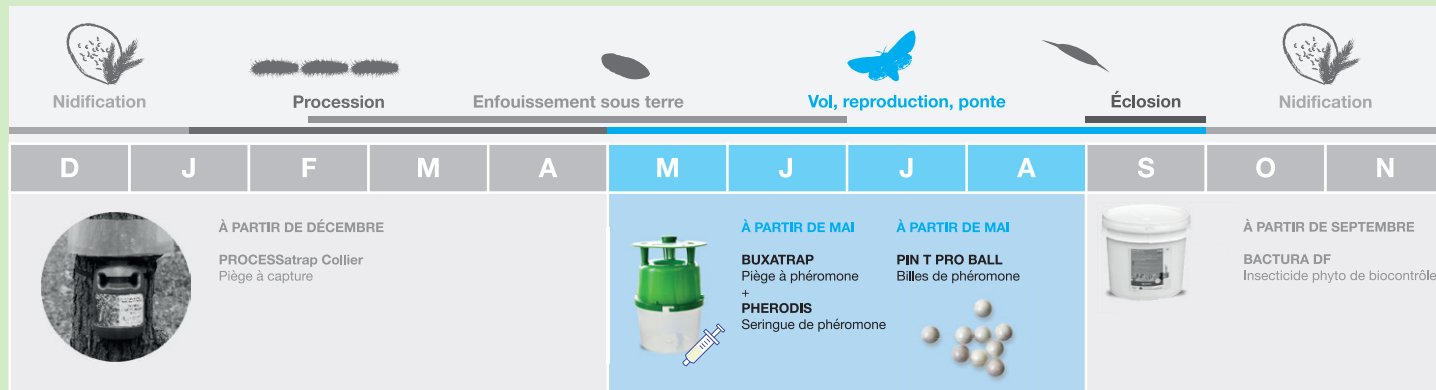 Nidification
Procession
Enfouissement sous terre
Vol, reproduction, ponte
Éclosion
Nidification
D J F M A M J J A S O N
À PARTIR DE DÉCEMBRE
PROCESSatrap Collier
Piège à capture
À PARTIR DE MAI
BUXATRAP
Piège à phéromone
+
PHERODIS
Seringue de phéromone
À PARTIR DE MAI
PIN T PRO BALL
Billes de phéromone
À PARTIR DE SEPTEMBRE
BACTURA DF
Insecticide phyto de biocontrôle